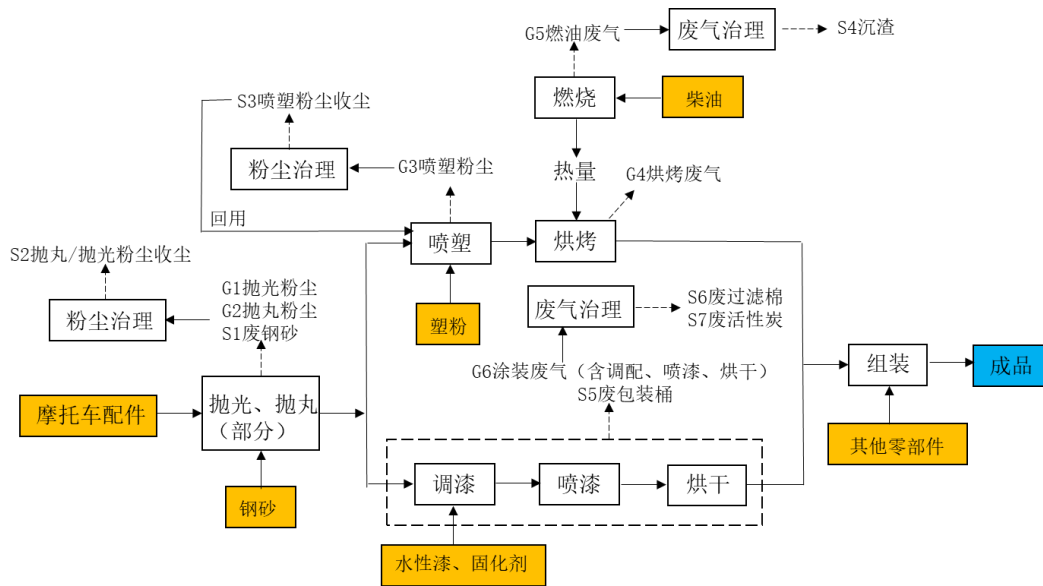 G5燃油废气
废气治理
S4沉渣
S3喷塑粉尘收尘
燃烧
柴油
粉尘治理
G3喷塑粉尘
热量
G4烘烤废气
回用
喷塑
烘烤
S2抛丸/抛光粉尘收尘
G1抛光粉尘
G2抛丸粉尘
S1废钢砂
粉尘治理
塑粉
废气治理
S6废过滤棉
S7废活性炭
G6涂装废气（含调配、喷漆、烘干）
S5废包装桶
组装
成品
摩托车配件
抛光、抛丸
（部分）
其他零部件
调漆
喷漆
烘干
钢砂
水性漆、固化剂